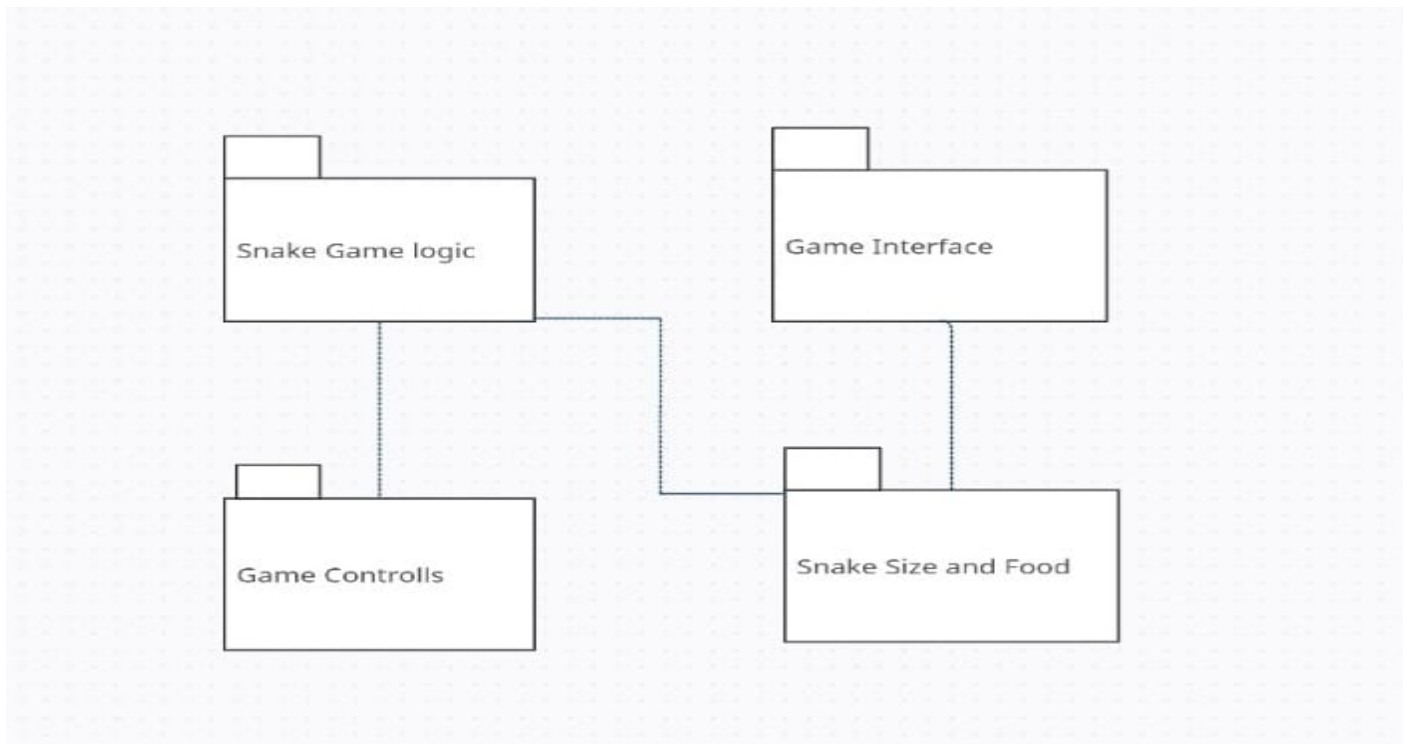 Snake Game logic
Game Interface
Game Controlls
Snake Size and Food